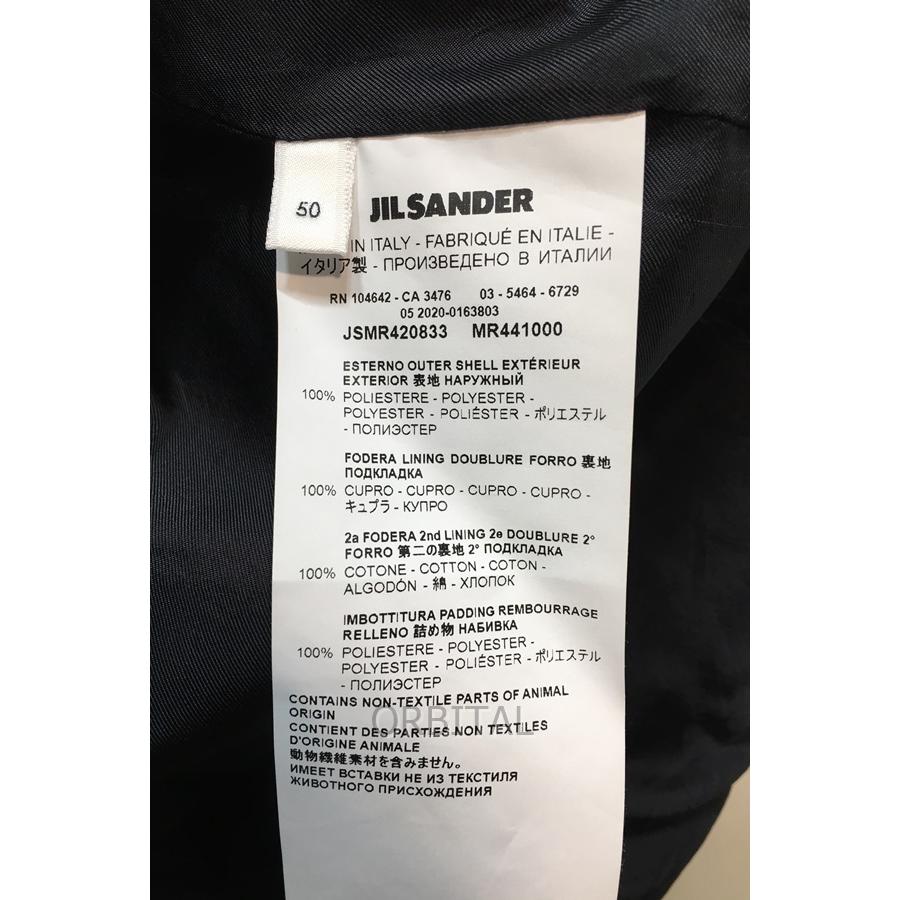 50
JIL SANDER
IN ITALY - FABRIQUÉ EN ITALIE -
イタリア製 - ПРОИЗВЕДЕНО В ИТАЛИИ
RN 104642 - CA 3476 03 - 5464 - 6729
05 2020-0163803
JSMR420833 MR441000
ESTERNO OUTER SHELL EXTÉRIEUR
EXTERIOR 表地 НАРУЖНЫЙ
100% POLIESTERE - POLYESTER -
POLYESTER - POLIÉSTER - ポリエステル
- ПОЛИЭСТЕР
FODERA LINING DOUBLURE FORRO 裏地
ПОДКЛАДКА
100% CUPRO - CUPRO - CUPRO - CUPRO -
キュプラ - КУПРО
2a FODERA 2nd LINING 2e DOUBLURE 2°
FORRO 第二の裏地 2° ПОДКЛАДКА
100% COTONE - COTTON - COTON -
ALGODÓN - 綿 - ХЛОПОК
IMBOTTITURA PADDING REMBOURRAGE
RELLENO 詰め物 НАБИВКА
100% POLIESTERE - POLYESTER -
POLYESTER - POLIÉSTER - ポリエステル
- ПОЛИЭСТЕР
CONTAINS NON-TEXTILE PARTS OF ANIMAL
ORIGIN
ORBITAL
CONTIENT DES PARTIES NON TEXTILES
D'ORIGINE ANIMALE
動物繊維素材を含みません。
ИМЕЕТ ВСТАВКИ НЕ ИЗ ТЕКСТИЛЯ
ЖИВОТНОГО ПРИСХОЖДЕНИЯ